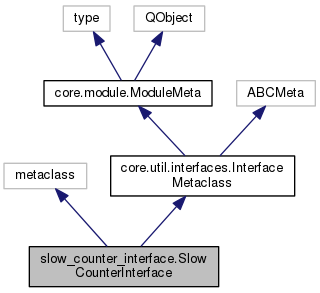 type
QObject
core.module.ModuleMeta
ABCMeta
metaclass
core.util.interfaces.Interface
Metaclass
slow_counter_interface.Slow
CounterInterface